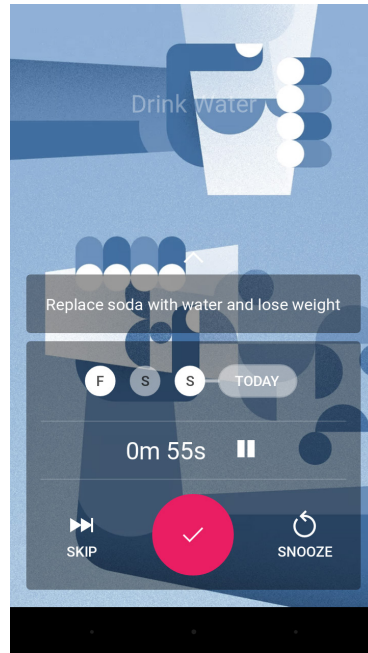 Drink Water
Replace soda with water and lose weight
F S S TODAY
0m 55s
SKIP SNOOZE